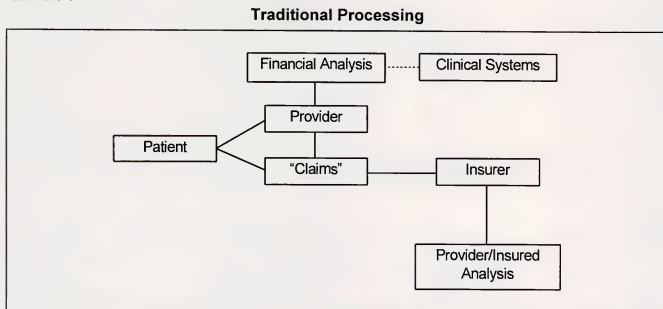 Traditional Processing
Financial Analysis
Clinical Systems
Provider
Patient
“Claims”
Insurer
Provider/Insured
Analysis